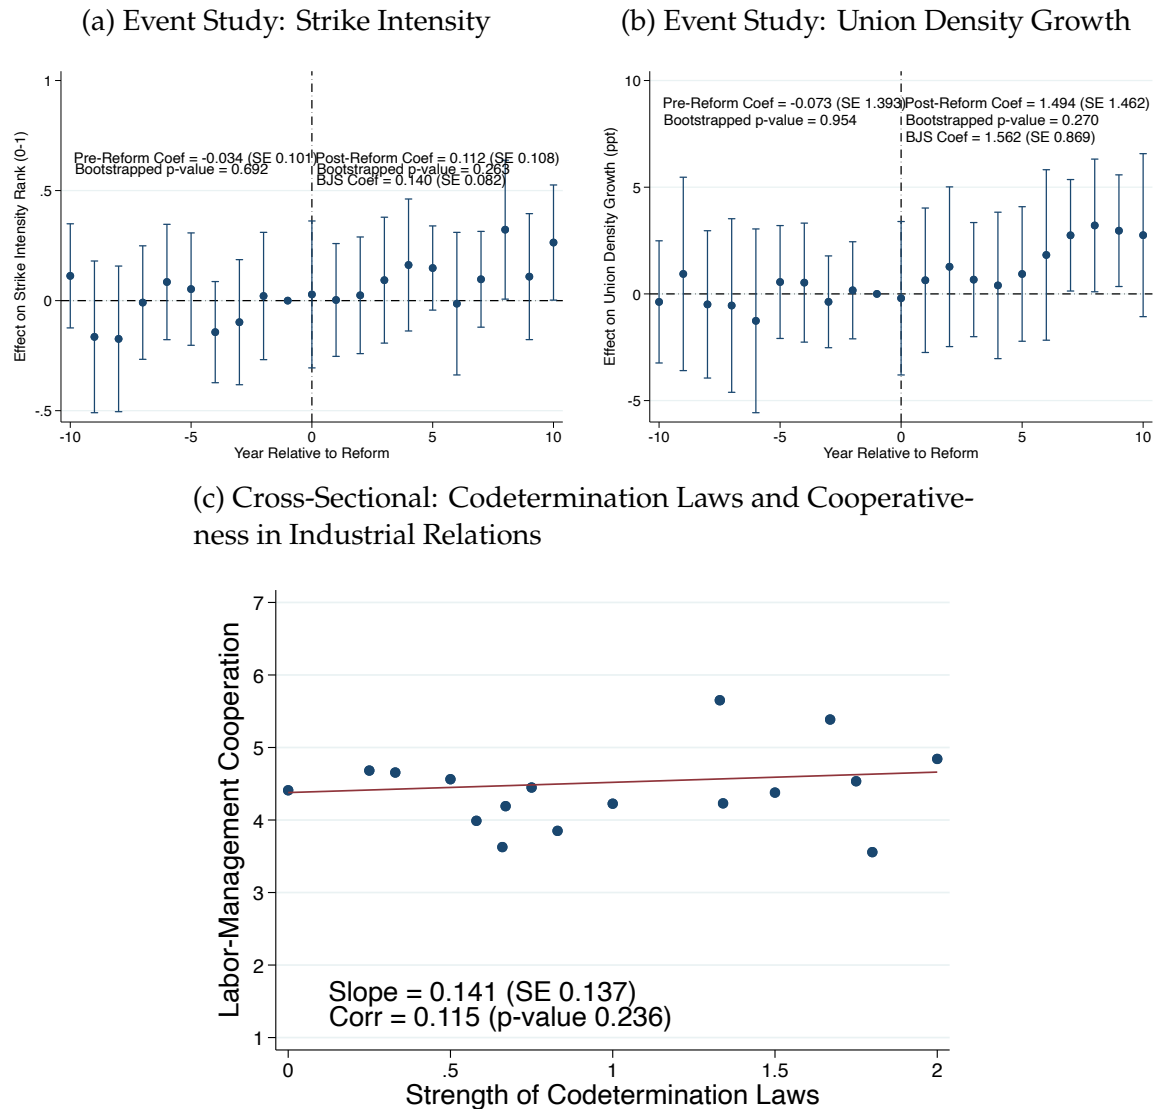 (a) Event Study: Strike Intensity
1
.5
0
-.5
Effect on Strike Intensity Rank (0-1)
Pre-Reform Coef = -0.034 (SE 0.101)
Bootstrapped p-value = 0.692
Post-Reform Coef = 0.112 (SE 0.108)
Bootstrapped p-value = 0.263
BJS Coef = 0.140 (SE 0.082)
-10 -5 0 5 10
Year Relative to Reform
(b) Event Study: Union Density Growth
10
5
0
-5
Effect on Union Density Growth (ppt)
Pre-Reform Coef = -0.073 (SE 1.393)
Bootstrapped p-value = 0.954
Post-Reform Coef = 1.494 (SE 1.462)
Bootstrapped p-value = 0.270
BJS Coef = 1.562 (SE 0.869)
-10 -5 0 5 10
Year Relative to Reform
(c) Cross-Sectional: Codetermination Laws and Cooperative-
ness in Industrial Relations
7
6
5
4
3
2
1
Labor-Management Cooperation
Slope = 0.141 (SE 0.137)
Corr = 0.115 (p-value 0.236)
0 .5 1 1.5 2
Strength of Codetermination Laws